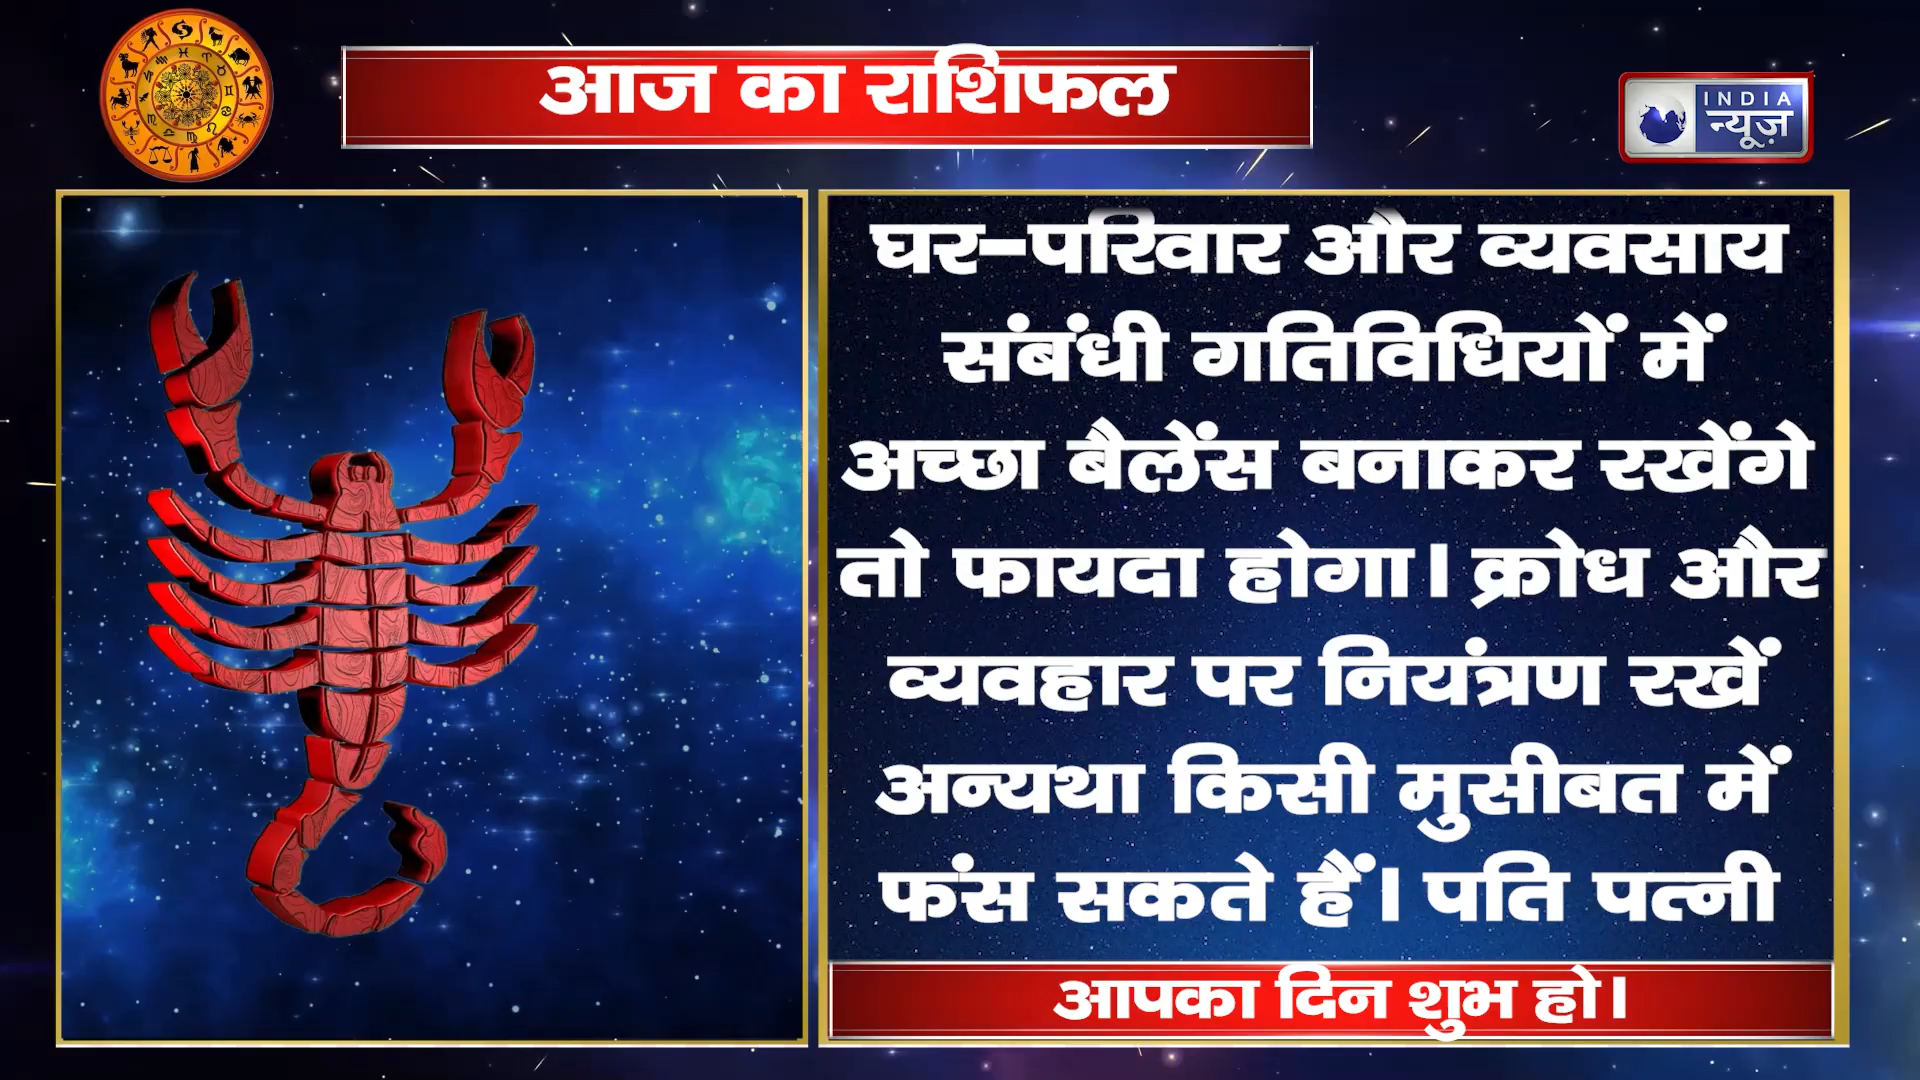 आज का राशिफल
INDIA
न्यूज़
घर-परिवार और व्यवसाय
संबंधी गतिविधियों में
अच्छा बैलेंस बनाकर रखेंगे
तो फायदा होगा। क्रोध और
व्यवहार पर नियंत्रण रखें
अन्यथा किसी मुसीबत में
फंस सकते हैं। पति पत्नी
आपका दिन शुभ हो।